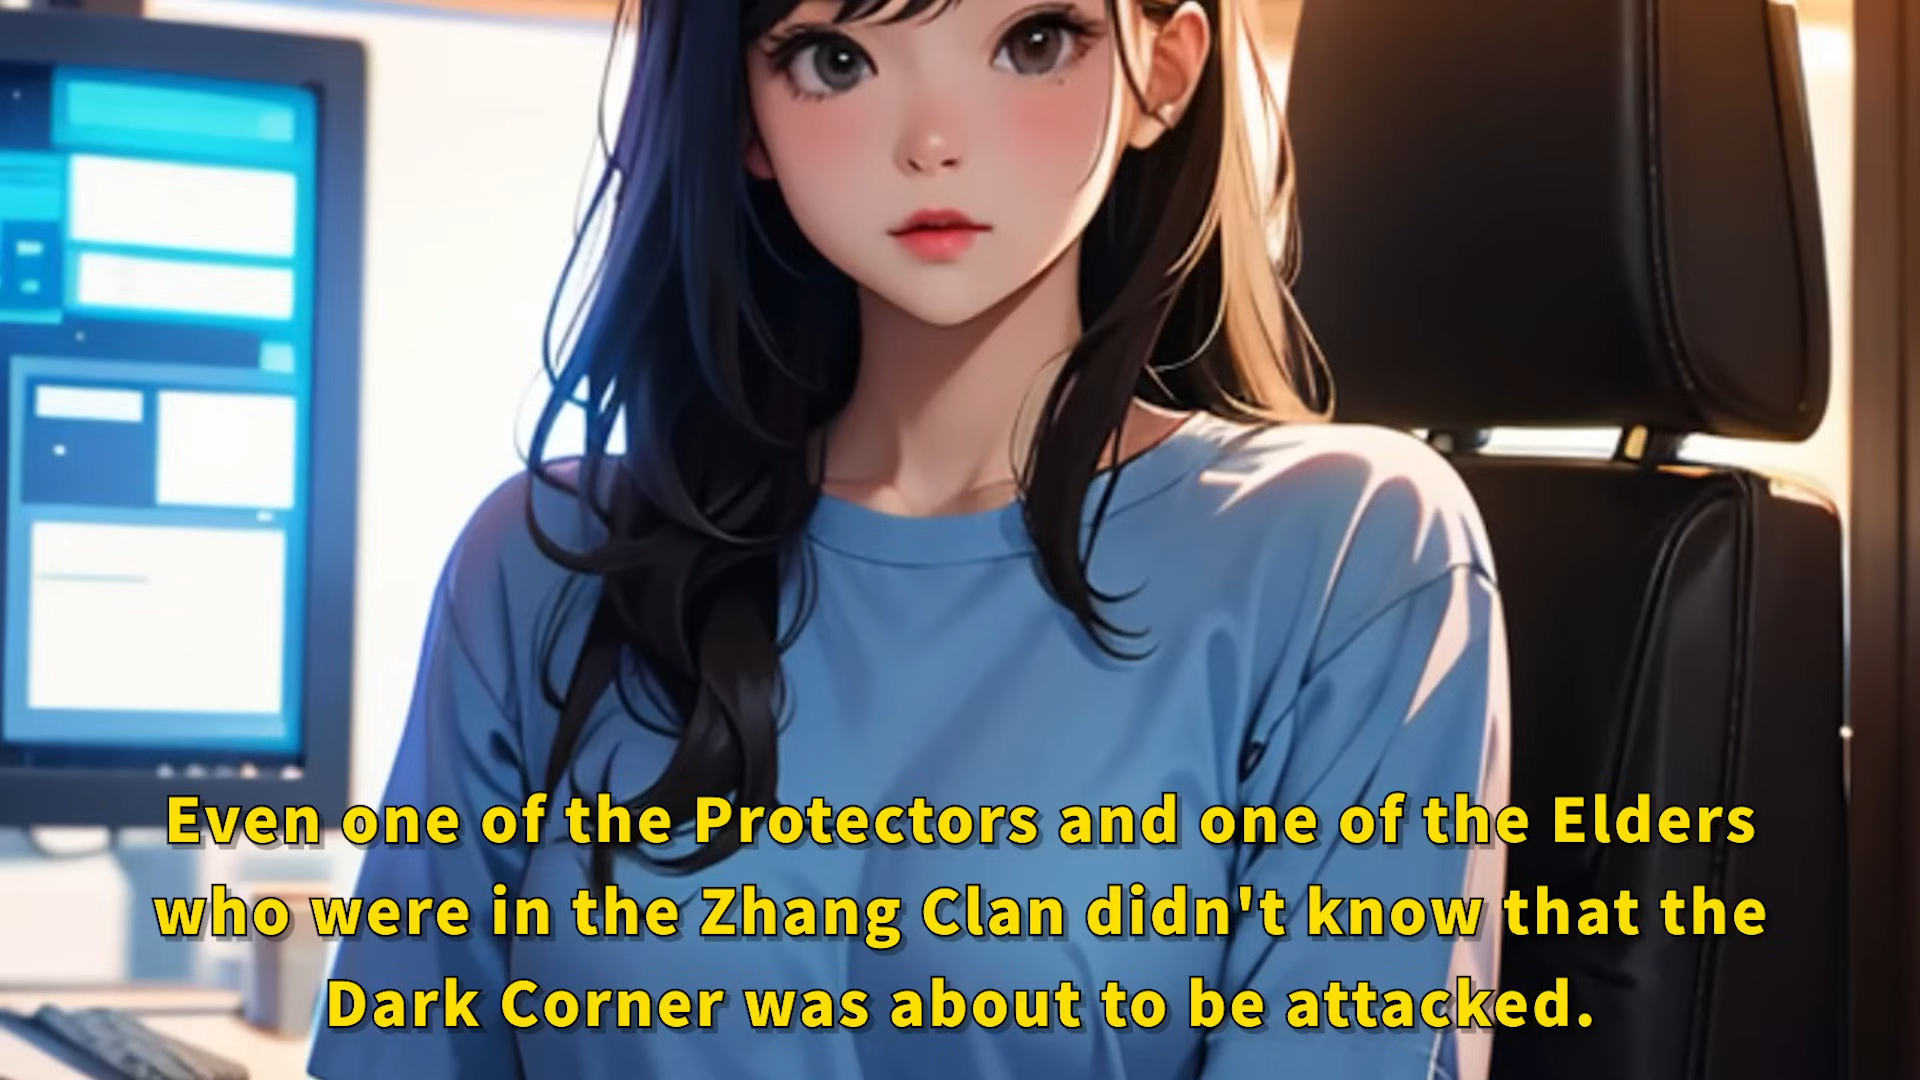 Even one of the Protectors and one of the Elders
who were in the Zhang Clan didn't know that the
Dark Corner was about to be attacked.